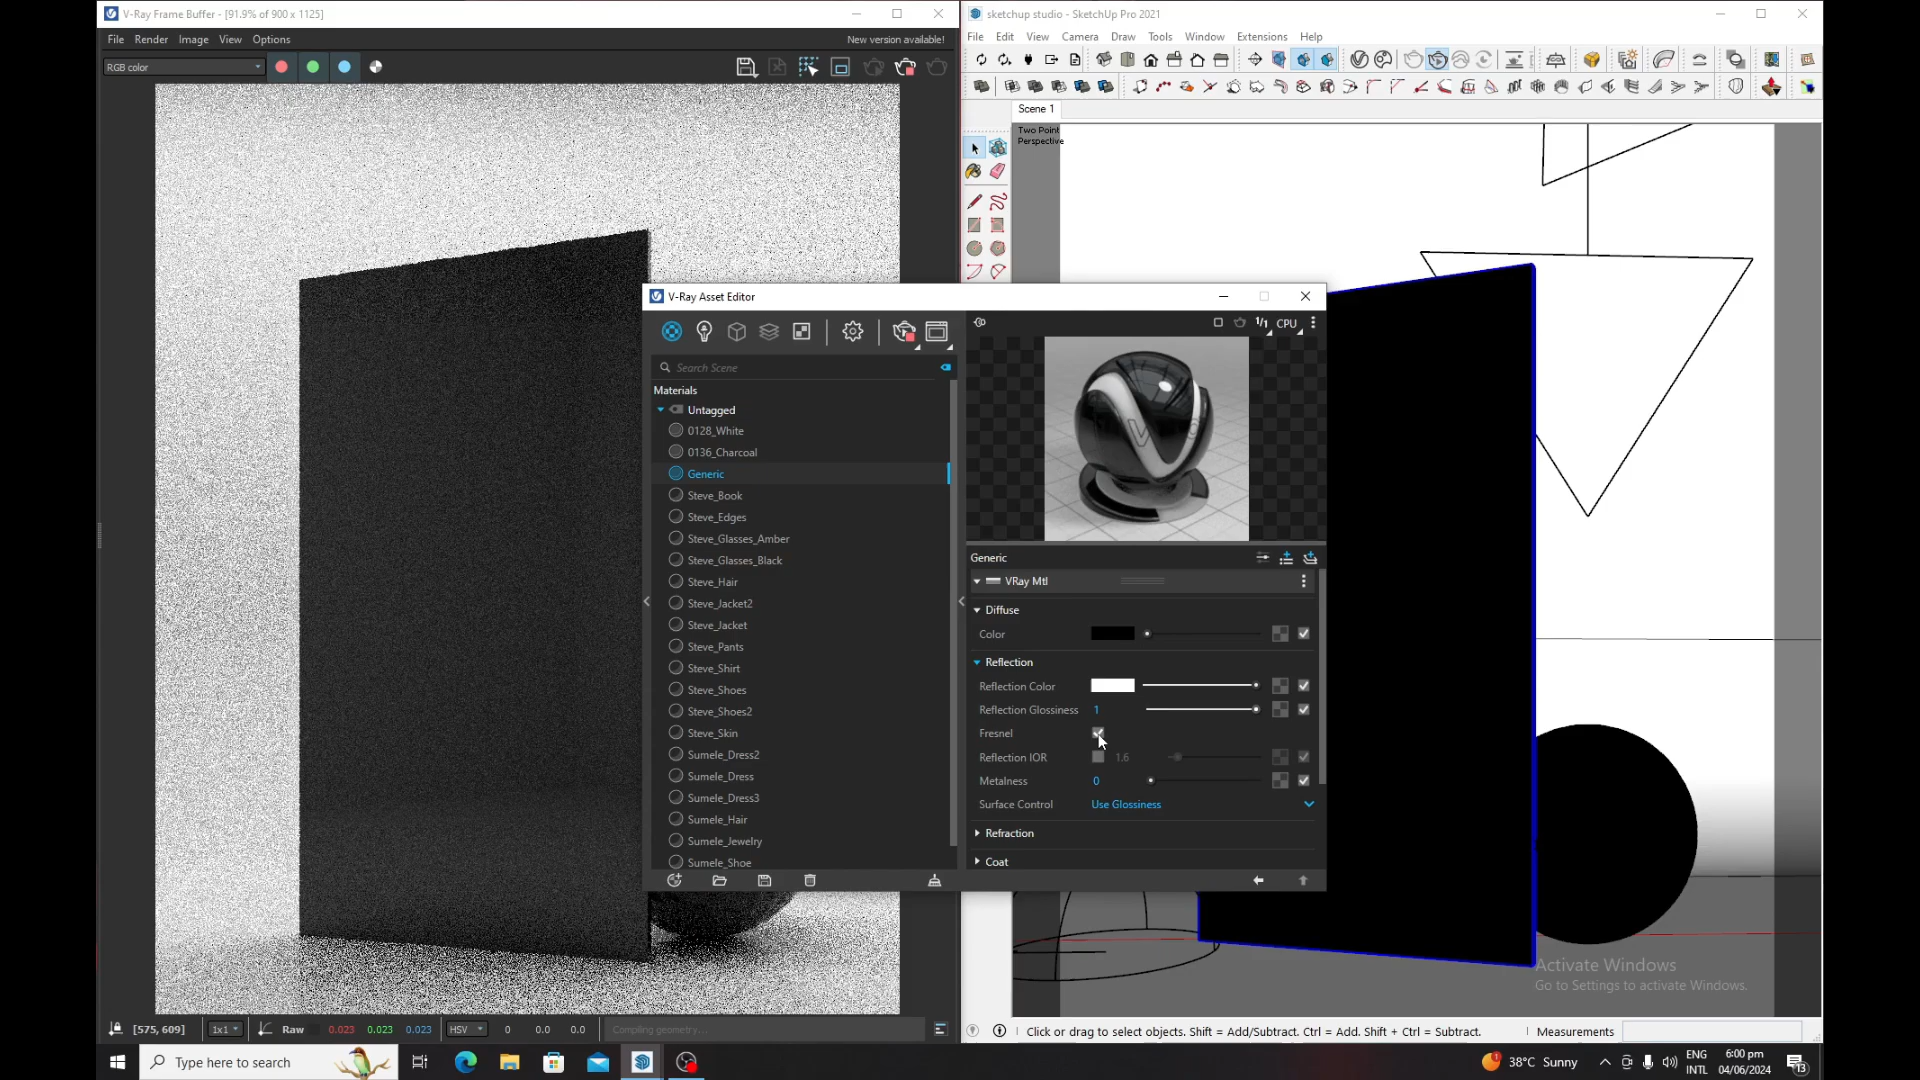 V-Ray Frame Buffer - [91.9% of 900 x 1125]
File Render Image View Options
New version available!
RGB color
[575, 609]
1x1
Raw 0.023 0.023 0.023
HSV 0 0.0 0.0
Compiling geometry...
sketchup studio - SketchUp Pro 2021
File Edit View Camera Draw Tools Window Extensions Help
Scene 1
Two Point
Perspective
V-Ray Asset Editor
1/1 CPU
Search Scene
Materials
Untagged
0128_White
0136_Charcoal
Generic
Steve_Book
Steve_Edges
Steve_Glasses_Amber
Steve_Glasses_Black
Steve_Hair
Steve_Jacket2
Steve_Jacket
Steve_Pants
Steve_Shirt
Steve_Shoes
Steve_Shoes2
Steve_Skin
Sumele_Dress2
Sumele_Dress
Sumele_Dress3
Sumele_Hair
Sumele_Jewelry
Sumele_Shoe
Generic
VRay Mtl
Diffuse
Color
Reflection
Reflection Color
Reflection Glossiness 1
Fresnel
Reflection IOR 1.6
Metalness 0
Surface Control Use Glossiness
Refraction
Coat
Activate Windows
Go to Settings to activate Windows.
Click or drag to select objects. Shift = Add/Subtract. Ctrl = Add. Shift + Ctrl = Subtract.
Measurements
Type here to search
1
38°C Sunny
ENG
INTL
6:00 pm
04/06/2024
13